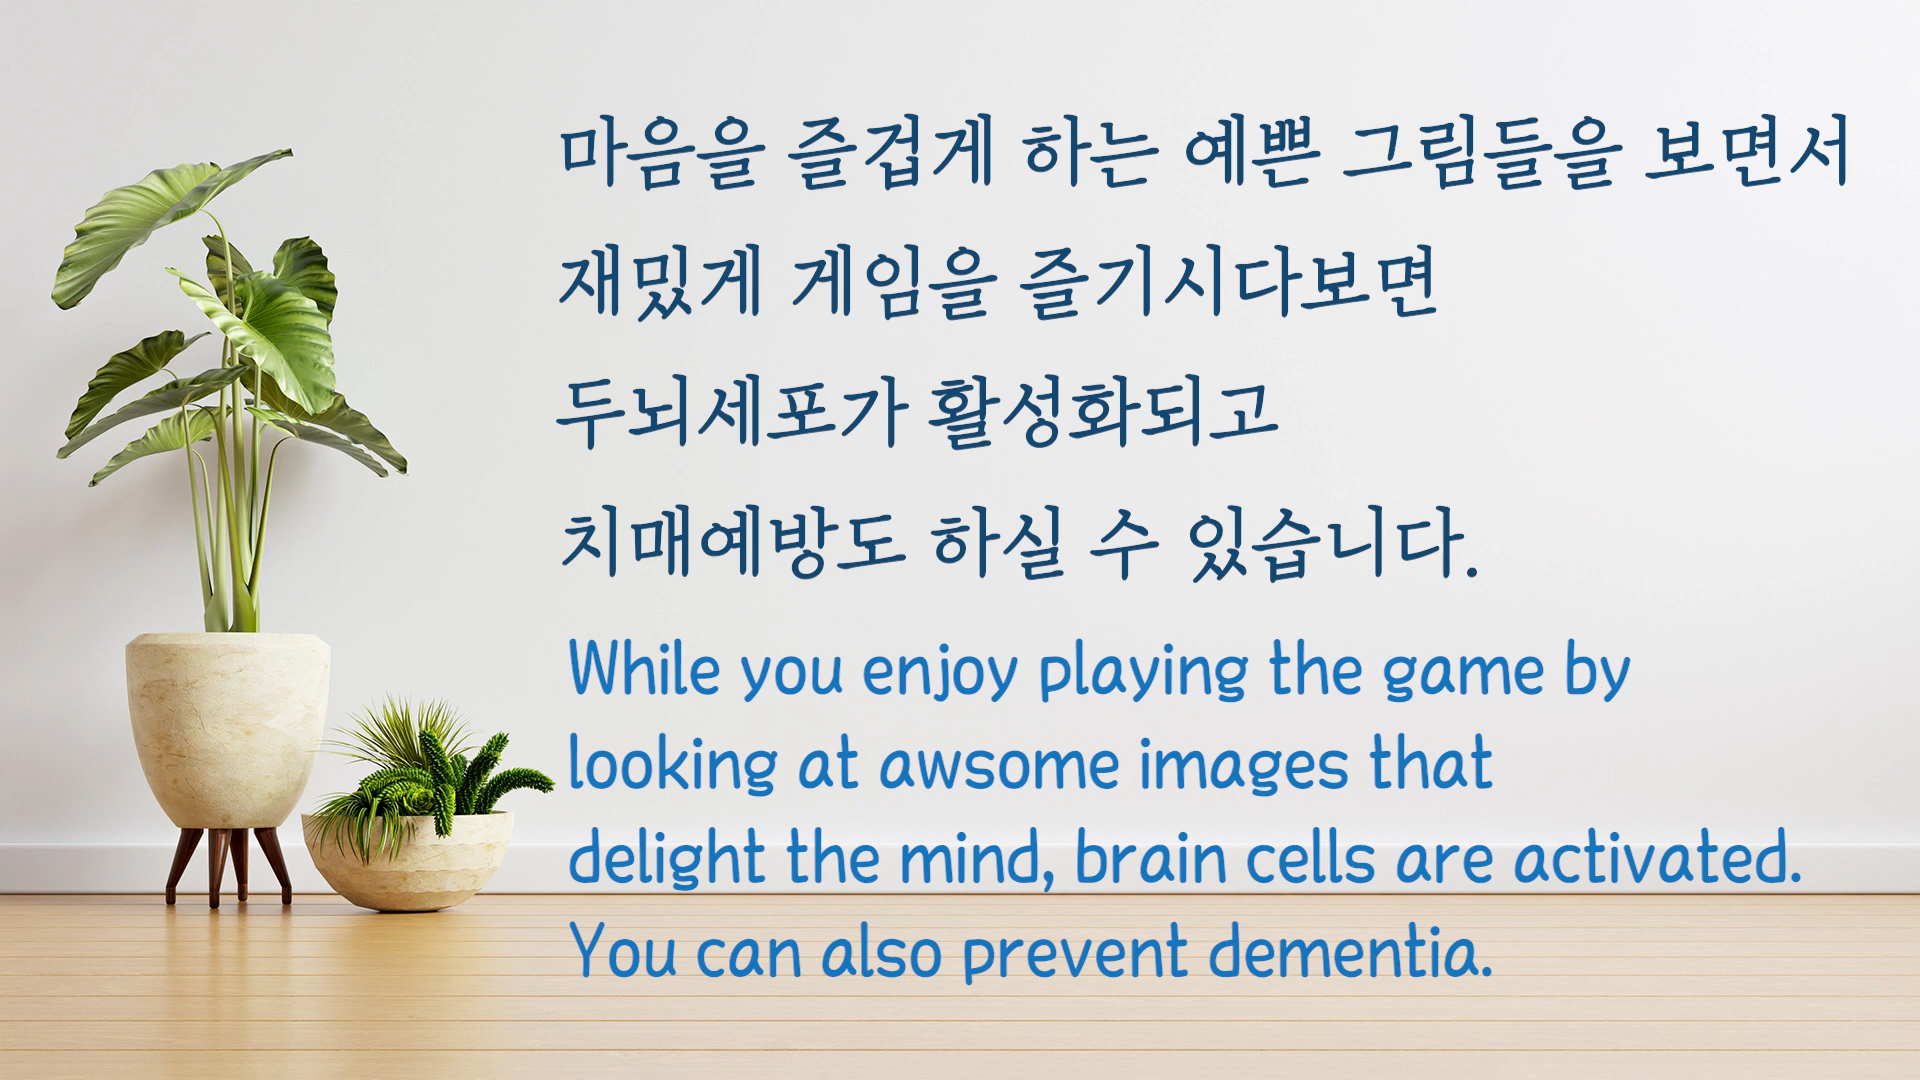 마음을 즐겁게 하는 예쁜 그림들을 보면서
재밌게 게임을 즐기시다보면
두뇌세포가 활성화되고
치매예방도 하실 수 있습니다.
While you enjoy playing the game by
looking at awsome images that
delight the mind, brain cells are activated.
You can also prevent dementia.